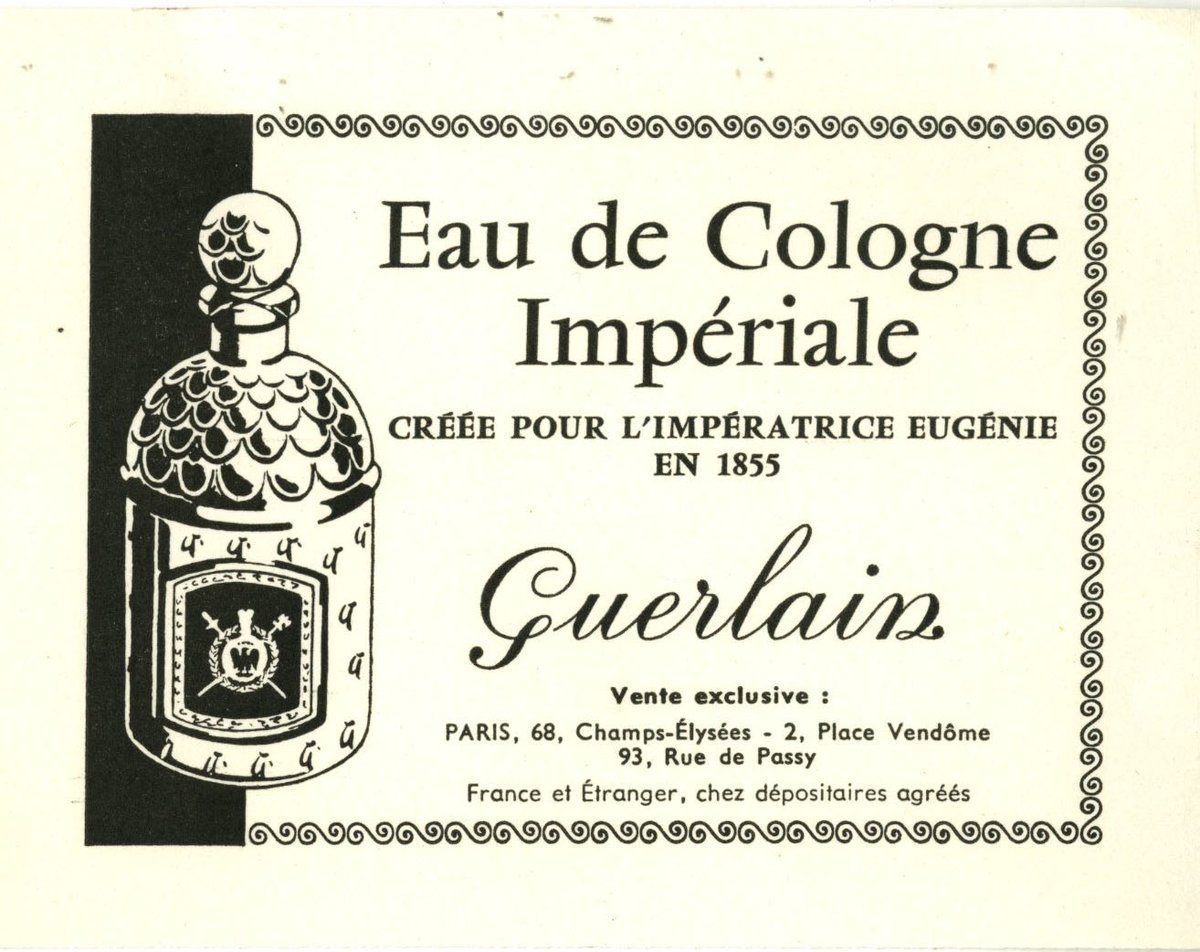 Eau de Cologne
Impériale
CRÉÉE POUR L'IMPÉRATRICE EUGÉNIE
EN 1855
Guerlain
Vente exclusive :
PARIS, 68, Champs-Élysées - 2, Place Vendôme
93, Rue de Passy
France et Étranger, chez dépositaires agréés